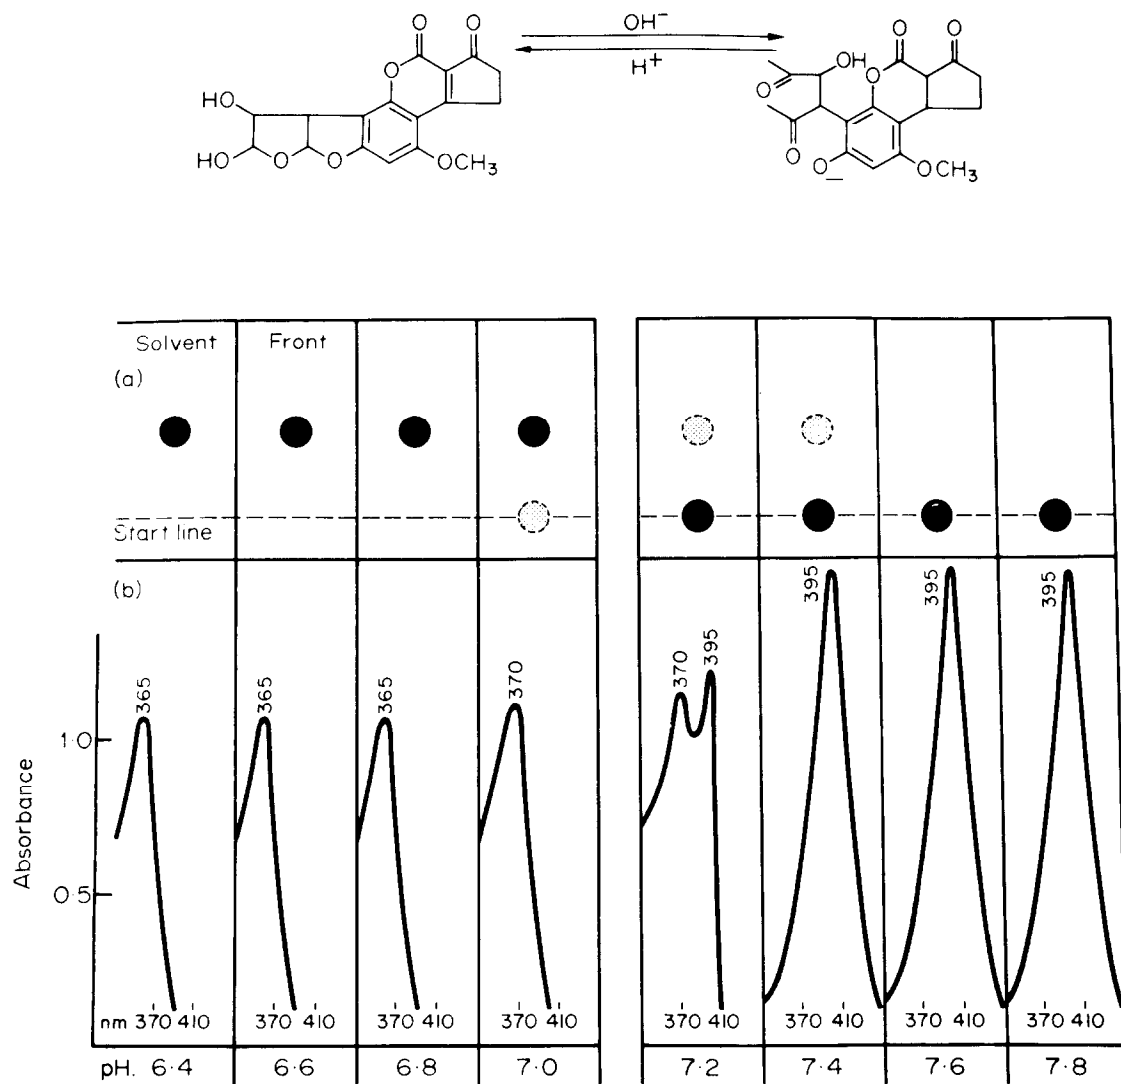 OH⁻
H⁺
O O
O
HO
HO
O O
OCH₃
OH
O O
O
O
O
O⁻
OCH₃
Solvent Front
(a)
Start line
(b)
395 395 395
365 365 365 370 370 395
Absorbance
1·0
0·5
nm 370 410 370 410 370 410 370 410 370 410 370 410 370 410 370 410
pH. 6·4 6·6 6·8 7·0 7·2 7·4 7·6 7·8